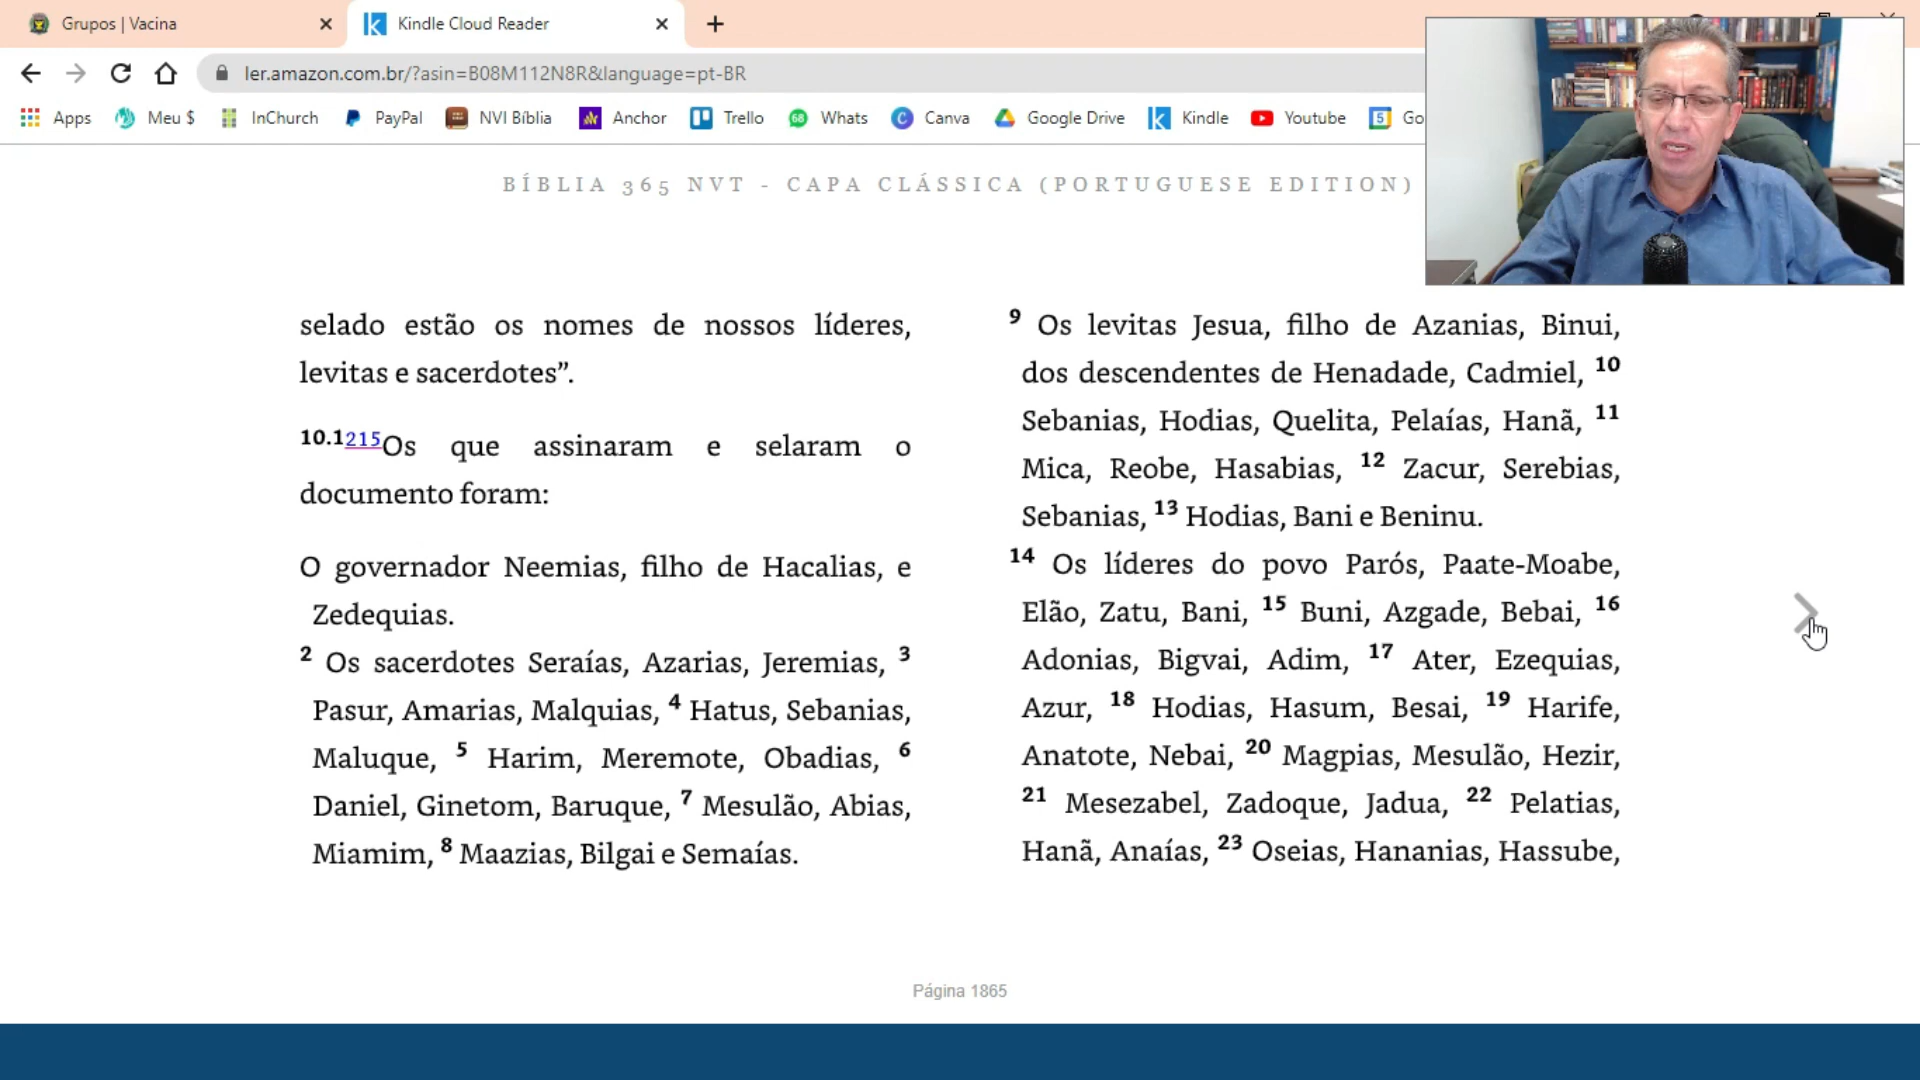 Grupos | Vacina
Kindle Cloud Reader
ler.amazon.com.br/?asin=B08M112N8R&language=pt-BR
Apps Meu $ InChurch PayPal NVI Bíblia Anchor Trello 68 Whats Canva Google Drive Kindle Youtube 5 Go
BÍBLIA 365 NVT - CAPA CLÁSSICA (PORTUGUESE EDITION)
selado estão os nomes de nossos líderes,
levitas e sacerdotes”.
10.1215Os que assinaram e selaram o
documento foram:
O governador Neemias, filho de Hacalias, e
Zedequias.
2 Os sacerdotes Seraías, Azarias, Jeremias, 3
Pasur, Amarias, Malquias, 4 Hatus, Sebanias,
Maluque, 5 Harim, Meremote, Obadias, 6
Daniel, Ginetom, Baruque, 7 Mesulão, Abias,
Miamim, 8 Maazias, Bilgai e Semaías.
9 Os levitas Jesua, filho de Azanias, Binui,
dos descendentes de Henadade, Cadmiel, 10
Sebanias, Hodias, Quelita, Pelaías, Hanã, 11
Mica, Reobe, Hasabias, 12 Zacur, Serebias,
Sebanias, 13 Hodias, Bani e Beninu.
14 Os líderes do povo Parós, Paate-Moabe,
Elão, Zatu, Bani, 15 Buni, Azgade, Bebai, 16
Adonias, Bigvai, Adim, 17 Ater, Ezequias,
Azur, 18 Hodias, Hasum, Besai, 19 Harife,
Anatote, Nebai, 20 Magpias, Mesulão, Hezir,
21 Mesezabel, Zadoque, Jadua, 22 Pelatias,
Hanã, Anaías, 23 Oseias, Hananias, Hassube,
Página 1865